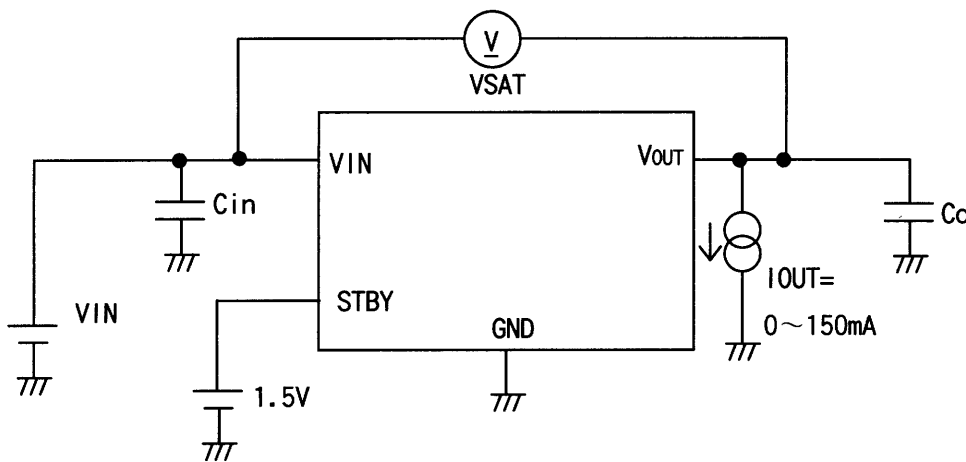 V
VSAT
VIN
VOUT
Cin
Co
VIN
STBY
IOUT=
0~150mA
GND
1.5V